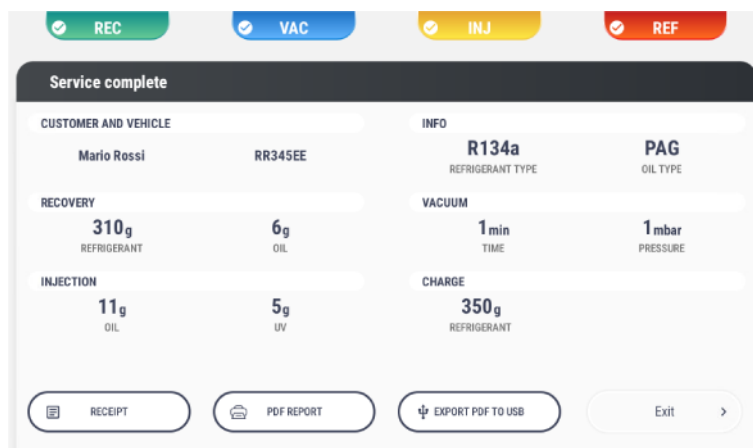 REC VAC INJ REF
Service complete
CUSTOMER AND VEHICLE INFO
Mario Rossi RR345EE R134a PAG
REFRIGERANT TYPE OIL TYPE
RECOVERY VACUUM
310g 6g 1min 1mbar
REFRIGERANT OIL TIME PRESSURE
INJECTION CHARGE
11g 5g 350g
OIL UV REFRIGERANT
RECEIPT PDF REPORT EXPORT PDF TO USB Exit